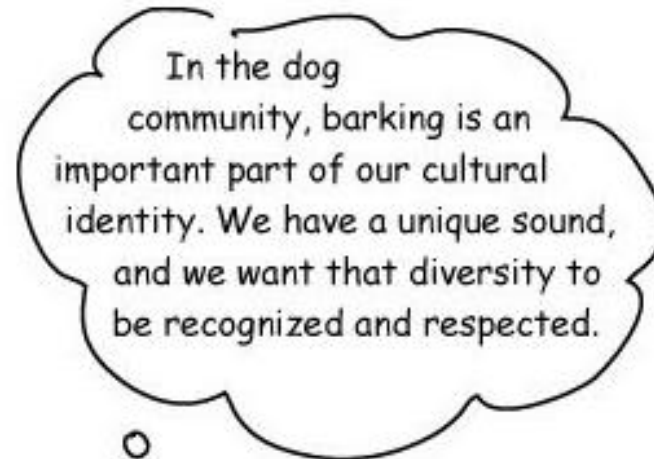 In the dog
community, barking is an
important part of our cultural
identity. We have a unique sound,
and we want that diversity to
be recognized and respected.